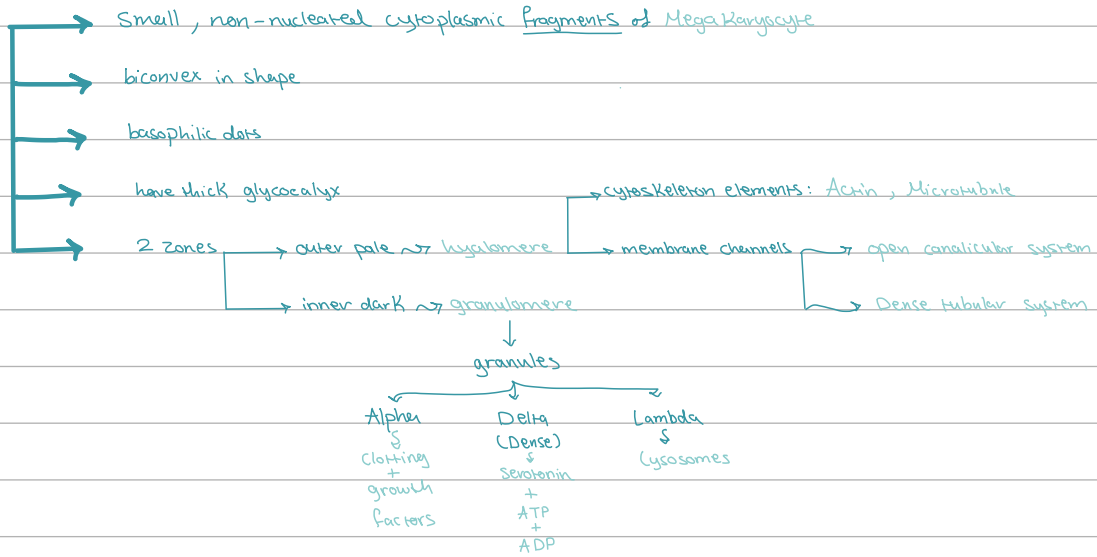 Small, non-nucleated cytoplasmic fragments of Megakaryocyte
biconvex in shape
basophilic dots
have thick glycocalyx
cytoskeleton elements: Actin, Microtubule
2 zones
outer pale
hyalomere
membrane channels
open canalicular system
inner dark
granulomere
Dense tubular system
granules
Alpha
Delta
Lambda
(Dense)
Clotting
Lysosomes
+
Serotonin
growth
+
factors
ATP
+
ADP